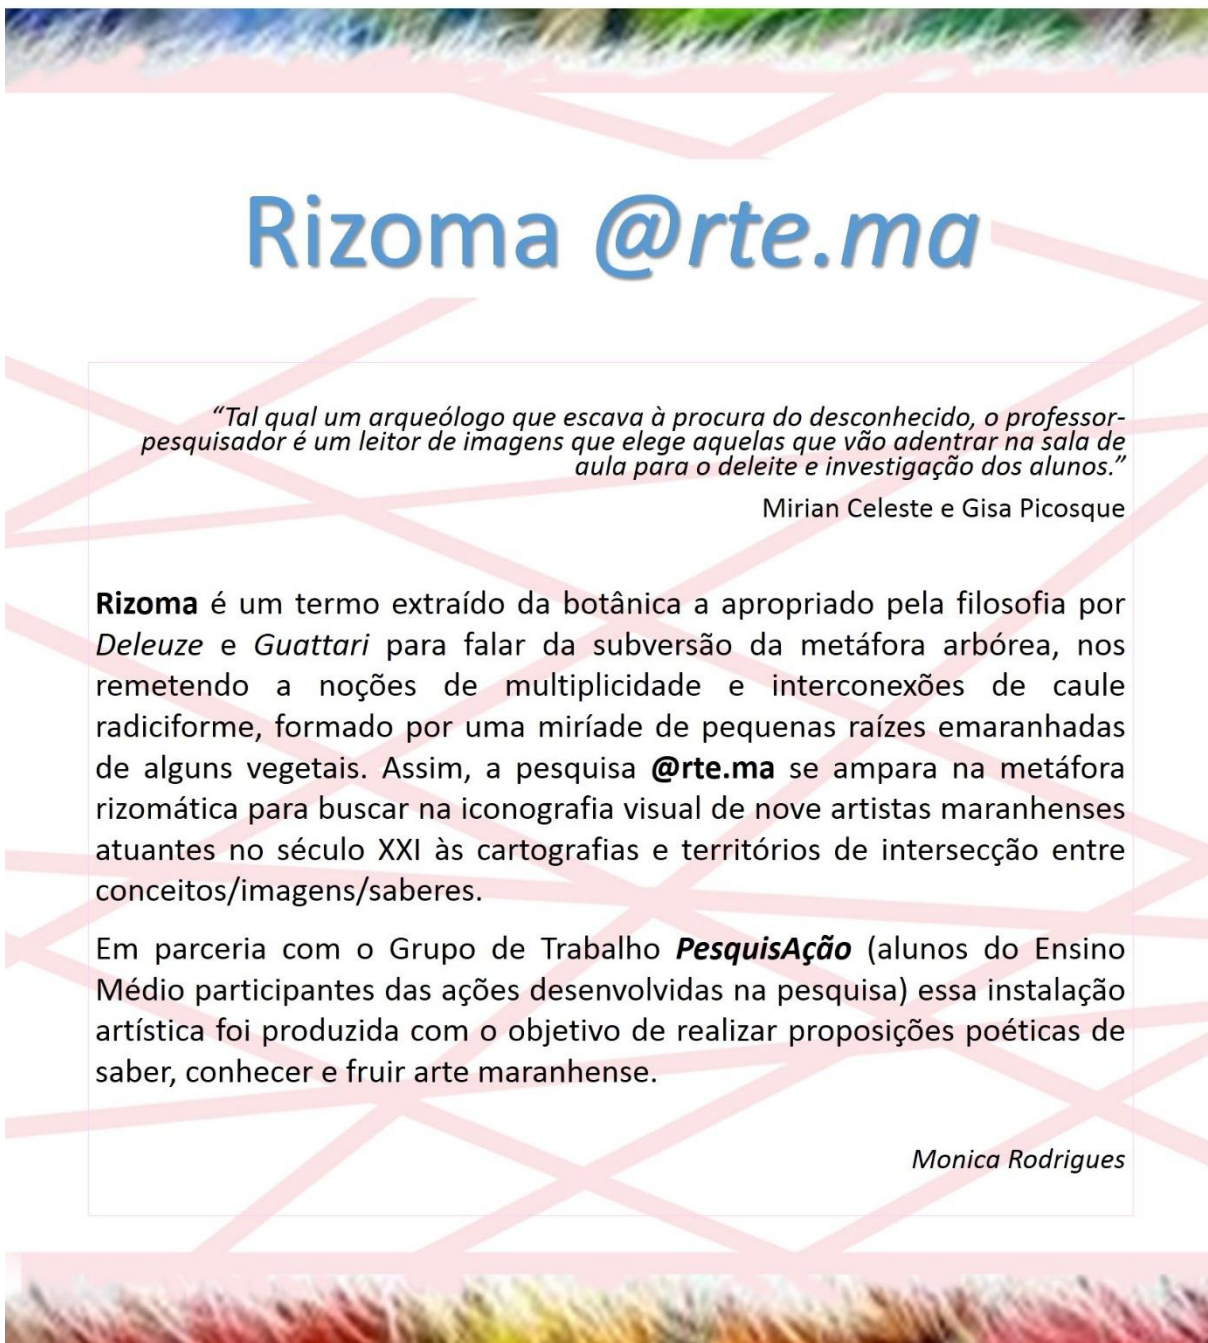 Rizoma @rte.ma
“Tal qual um arqueólogo que escava à procura do desconhecido, o professor-
pesquisador é um leitor de imagens que elege aquelas que vão adentrar na sala de
aula para o deleite e investigação dos alunos.”
Mirian Celeste e Gisa Picosque
Rizoma é um termo extraído da botânica a apropriado pela filosofia por
Deleuze e Guattari para falar da subversão da metáfora arbórea, nos
remetendo a noções de multiplicidade e interconexões de caule
radiciforme, formado por uma miríade de pequenas raízes emaranhadas
de alguns vegetais. Assim, a pesquisa @rte.ma se ampara na metáfora
rizomática para buscar na iconografia visual de nove artistas maranhenses
atuantes no século XXI às cartografias e territórios de intersecção entre
conceitos/imagens/saberes.
Em parceria com o Grupo de Trabalho PesquisAção (alunos do Ensino
Médio participantes das ações desenvolvidas na pesquisa) essa instalação
artística foi produzida com o objetivo de realizar proposições poéticas de
saber, conhecer e fruir arte maranhense.
Monica Rodrigues